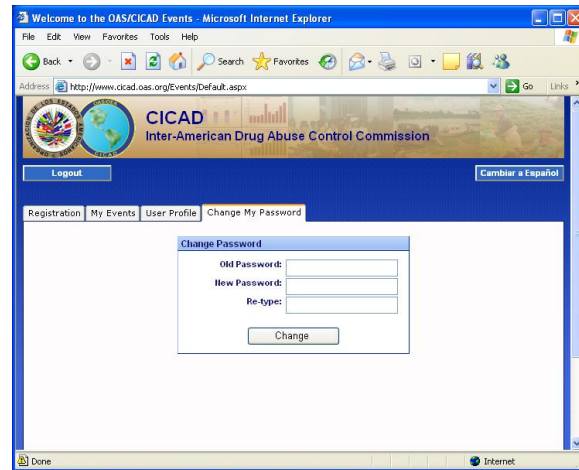 Welcome to the OAS/CICAD Events - Microsoft Internet Explorer
File Edit View Favorites Tools Help
Back Search Favorites
Address http://www.cicad.oas.org/Events/Default.aspx Go Links
CICAD
Inter-American Drug Abuse Control Commission
Logout Cambiar a Español
Registration My Events User Profile Change My Password
Change Password
Old Password:
New Password:
Re-type:
Change
Done Internet